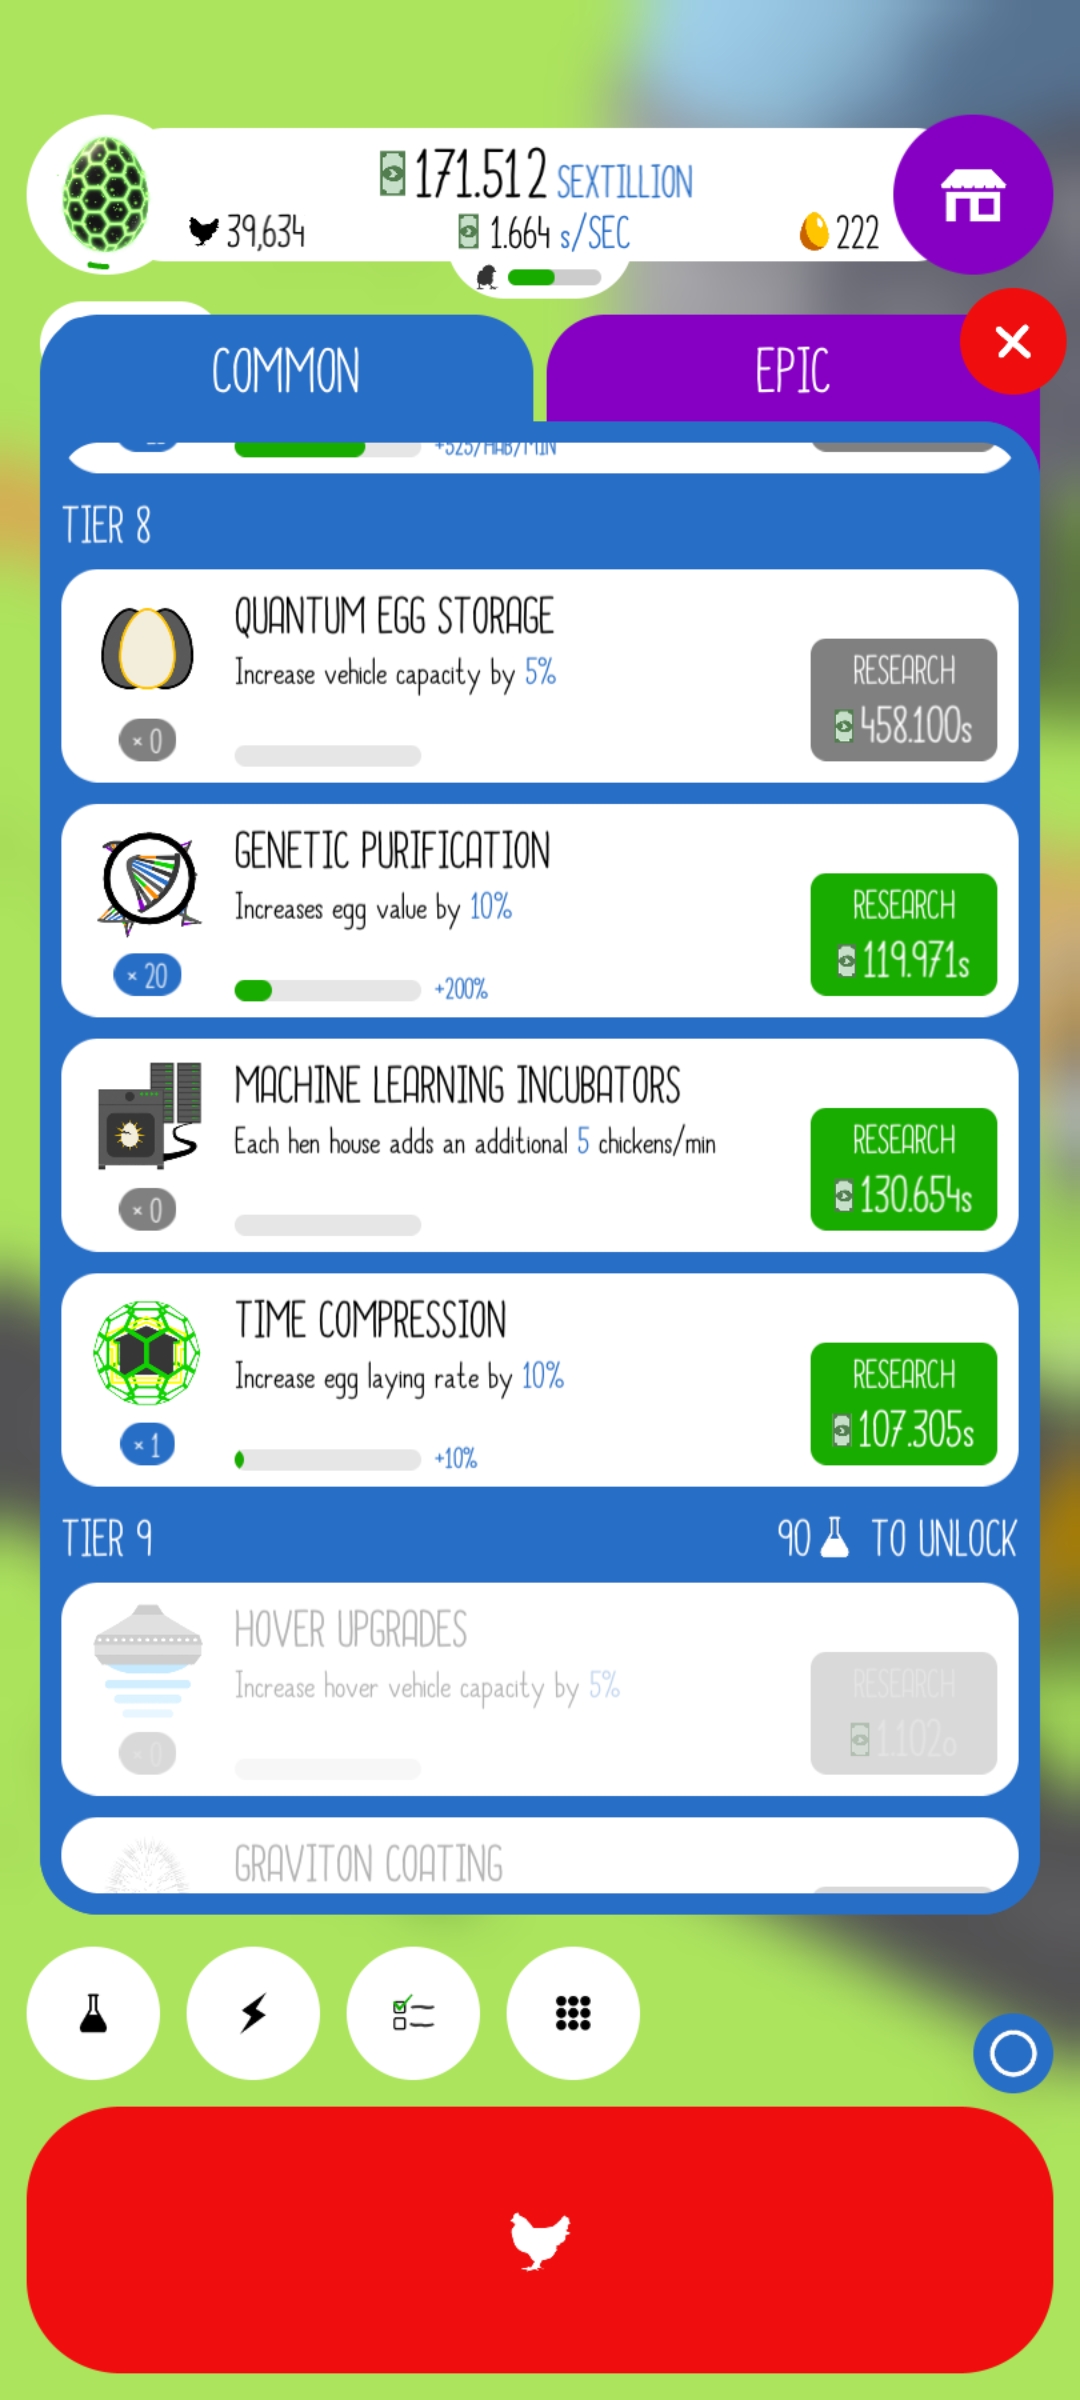 171.512 SEXTILLION
39,634
1.664 s/SEC
222
COMMON
EPIC
+525/HAB/MIN
TIER 8
QUANTUM EGG STORAGE
Increase vehicle capacity by 5%
× 0
RESEARCH
458.100s
GENETIC PURIFICATION
Increases egg value by 10%
× 20
+200%
RESEARCH
119.971s
MACHINE LEARNING INCUBATORS
Each hen house adds an additional 5 chickens/min
× 0
RESEARCH
130.654s
TIME COMPRESSION
Increase egg laying rate by 10%
× 1
+10%
RESEARCH
107.305s
TIER 9
90 TO UNLOCK
HOVER UPGRADES
Increase hover vehicle capacity by 5%
× 0
RESEARCH
1.102o
GRAVITON COATING